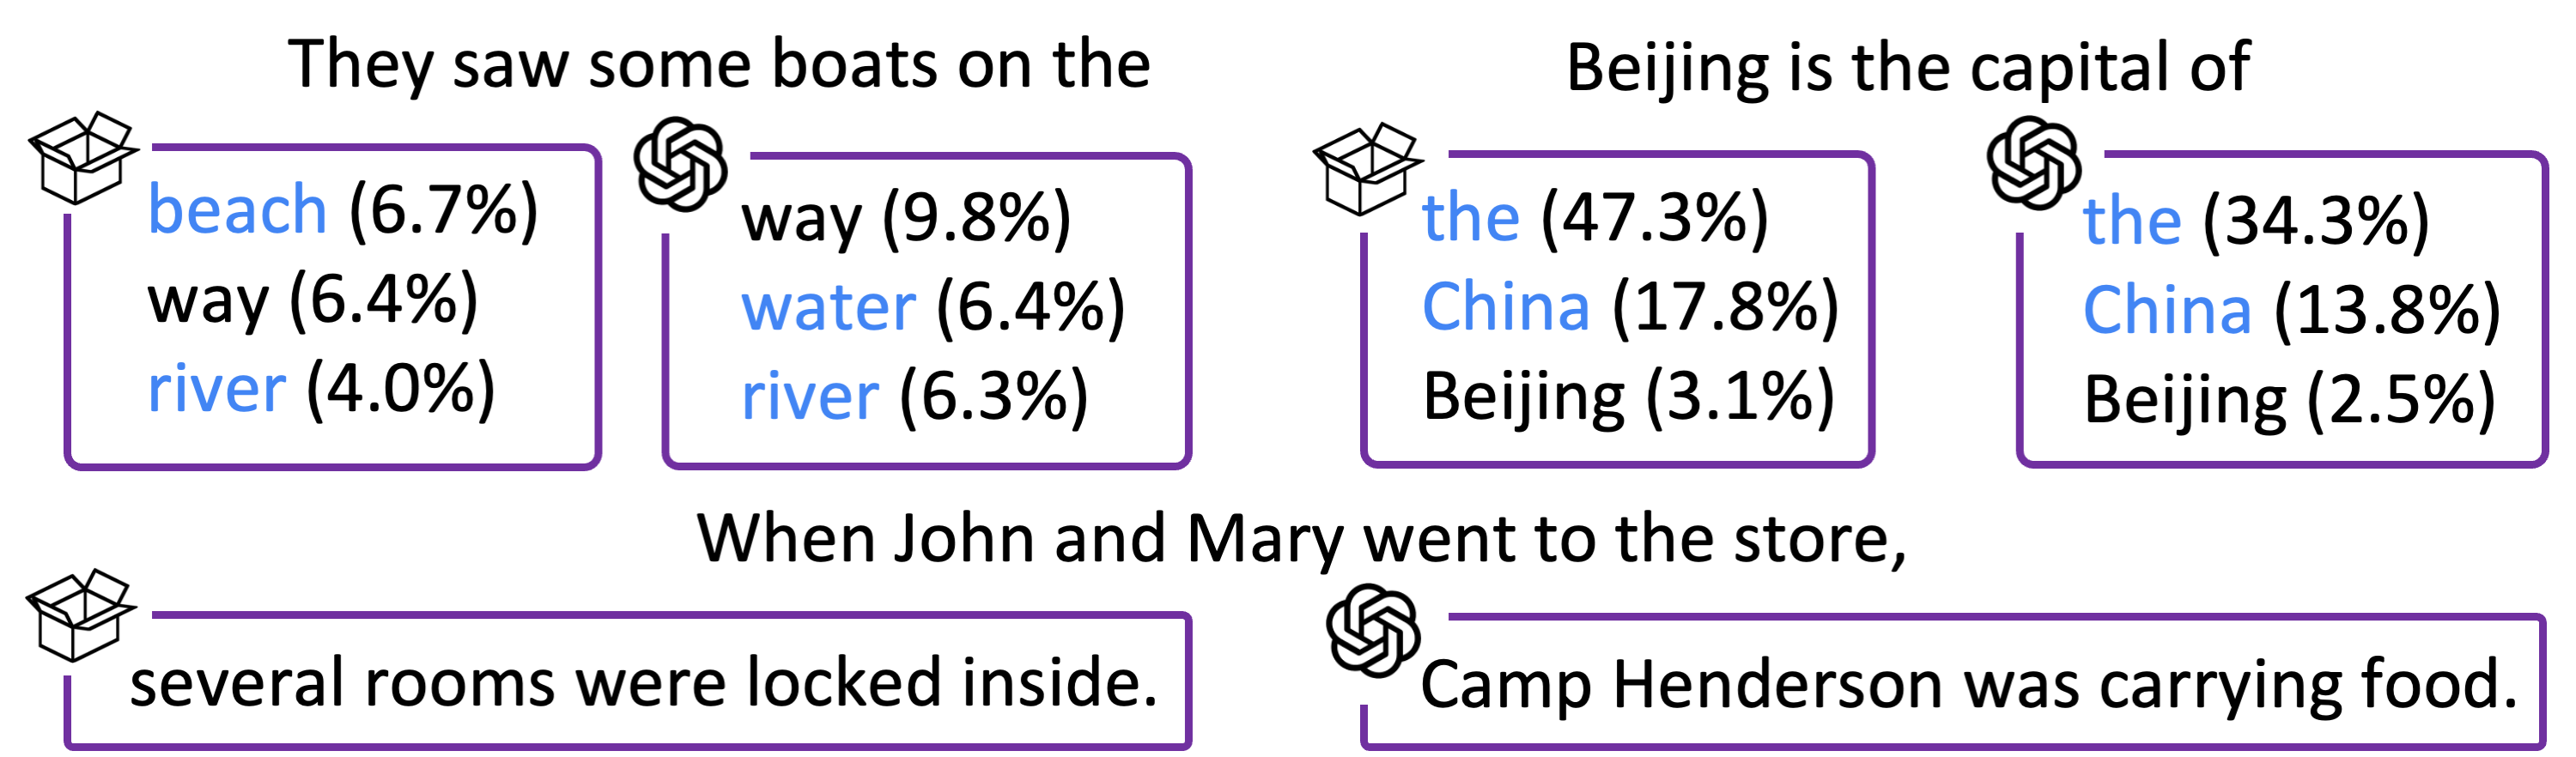 They saw some boats on the
beach (6.7%)
way (6.4%)
river (4.0%)
way (9.8%)
water (6.4%)
river (6.3%)
Beijing is the capital of
the (47.3%)
China (17.8%)
Beijing (3.1%)
the (34.3%)
China (13.8%)
Beijing (2.5%)
When John and Mary went to the store,
several rooms were locked inside.
Camp Henderson was carrying food.